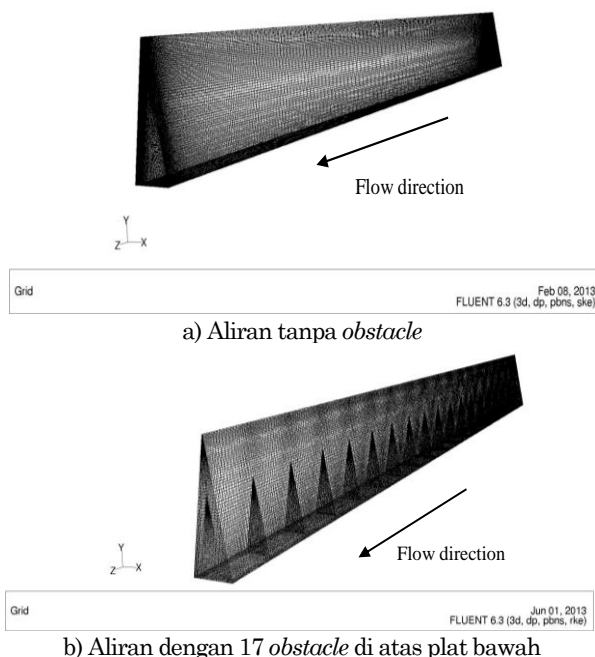 Flow direction
Y
Z X
Grid
Feb 08, 2013
FLUENT 6.3 (3d, dp, pbns, ske)
a) Aliran tanpa obstacle
Flow direction
Y
Z X
Grid
Jun 01, 2013
FLUENT 6.3 (3d, dp, pbns, rke)
b) Aliran dengan 17 obstacle di atas plat bawah